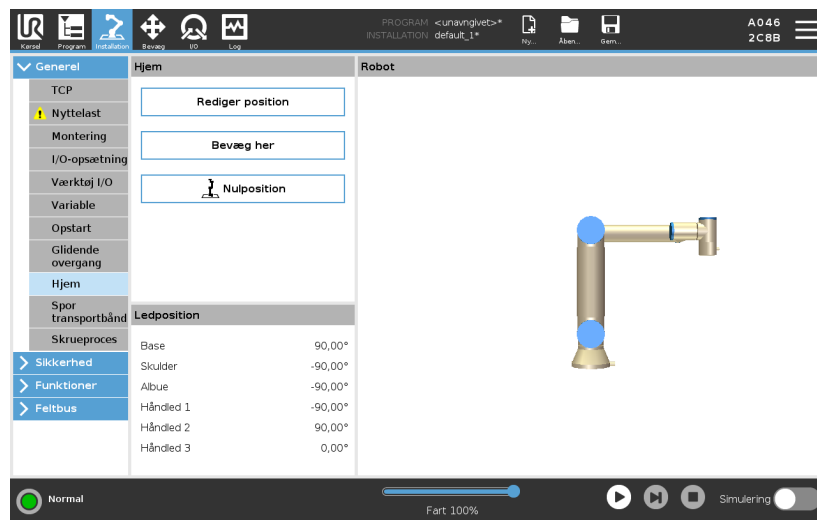 UR
PROGRAM <unavngivet>*
INSTALLATION default_1*
A046
2C8B
Kørsel Program Installation Bevæg I/O Log Ny... Åben... Gem...
Generel
Hjem
Robot
TCP
Nyttelast
Montering
I/O-opsætning
Værktøj I/O
Variable
Opstart
Glidende
overgang
Hjem
Spor
transportbånd
Skrueproces
Sikkerhed
Funktioner
Feltbus
Rediger position
Bevæg her
Nulposition
Ledposition
Base 90,00°
Skulder -90,00°
Albue -90,00°
Håndled 1 -90,00°
Håndled 2 90,00°
Håndled 3 0,00°
Normal
Fart 100%
Simulering